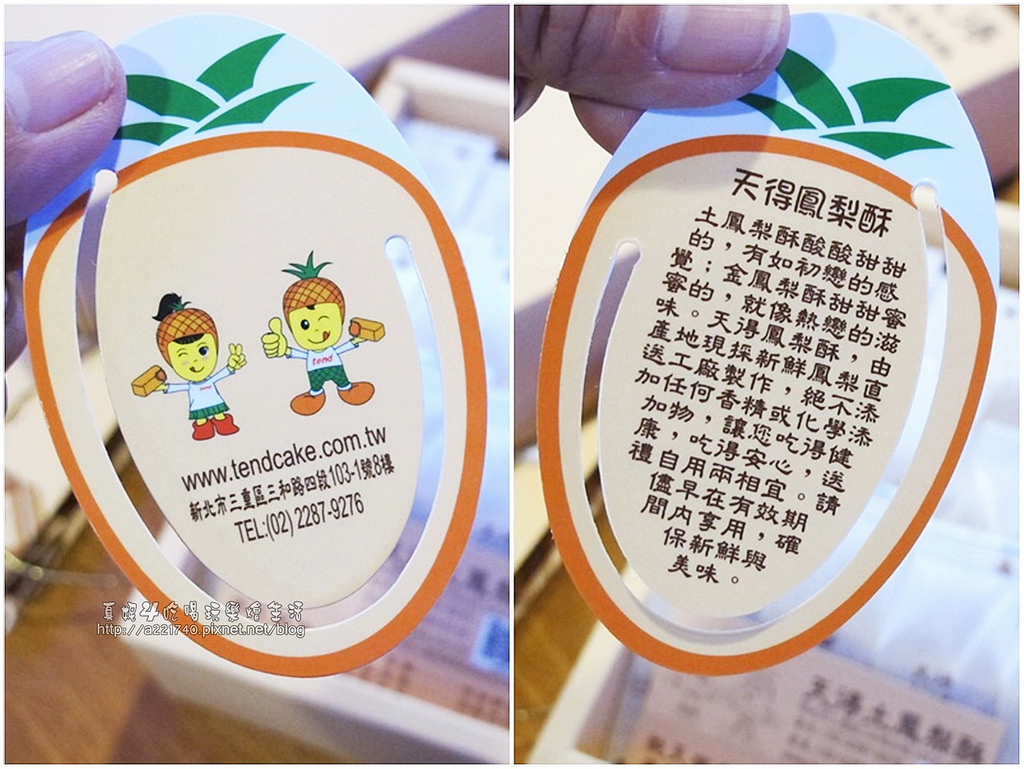 tend
tend
www.tendcake.com.tw
新北市三重區三和路四段103-1號8樓
TEL:(02) 2287-9276
吃喝玩樂
生活
http://a221740.pixnet.net/blog
天得鳳梨酥
土鳳梨酥酸酸甜甜
的，有如初戀的感
覺；金鳳梨酥甜甜蜜
蜜的，就像熱戀的滋
味。天得鳳梨酥，由
產地現採新鮮鳳梨直
送工廠製作，絕不添
加任何香精或化學添
加物，讓您吃得健
康，吃得安心，送
禮自用兩相宜。請
儘早在有效期
間內享用，確
保新鮮與
美味。
天得土鳳梨酥